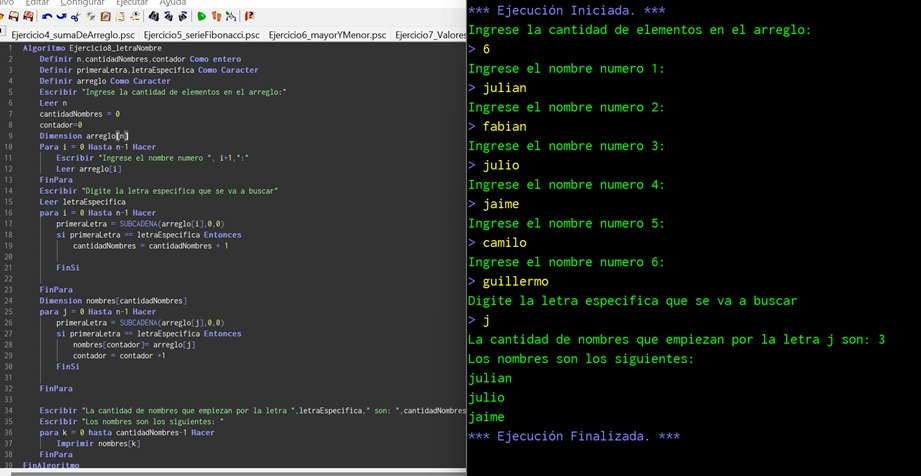 Editar Configurar Ejecutar Ayuda
Ejercicio4_sumaDeArreglo.psc Ejercicio5_serieFibonacci.psc Ejercicio6_mayorYMenor.psc Ejercicio7_Valores
1 Algoritmo Ejercicio8_letraNombre
2 Definir n,cantidadNombres,contador Como entero
3 Definir primeraLetra,letraEspecifica Como Caracter
4 Definir arreglo Como Caracter
5 Escribir "Ingrese la cantidad de elementos en el arreglo:"
6 Leer n
7 cantidadNombres = 0
8 contador=0
9 Dimension arreglo[n]
10 Para i = 0 Hasta n-1 Hacer
11 Escribir "Ingrese el nombre numero ", i+1,":"
12 Leer arreglo[i]
13 FinPara
14 Escribir "Digite la letra especifica que se va a buscar"
15 Leer letraEspecifica
16 para i = 0 Hasta n-1 Hacer
17 primeraLetra = SUBCADENA(arreglo[i],0,0)
18 si primeraLetra == letraEspecifica Entonces
19 cantidadNombres = cantidadNombres + 1
20
21 FinSi
22
23 FinPara
24 Dimension nombres[cantidadNombres]
25 para j = 0 Hasta n-1 Hacer
26 primeraLetra = SUBCADENA(arreglo[j],0,0)
27 si primeraLetra == letraEspecifica Entonces
28 nombres[contador]= arreglo[j]
29 contador = contador +1
30 FinSi
31
32 FinPara
33
34 Escribir "La cantidad de nombres que empiezan por la letra ",letraEspecifica," son: ",cantidadNombres
35 Escribir "Los nombres son los siguientes: "
36 para k = 0 hasta cantidadNombres-1 Hacer
37 Imprimir nombres[k]
38 FinPara
39 FinAlgoritmo
*** Ejecución Iniciada. ***
Ingrese la cantidad de elementos en el arreglo:
> 6
Ingrese el nombre numero 1:
> julian
Ingrese el nombre numero 2:
> fabian
Ingrese el nombre numero 3:
> julio
Ingrese el nombre numero 4:
> jaime
Ingrese el nombre numero 5:
> camilo
Ingrese el nombre numero 6:
> guillermo
Digite la letra especifica que se va a buscar
> j
La cantidad de nombres que empiezan por la letra j son: 3
Los nombres son los siguientes:
julian
julio
jaime
*** Ejecución Finalizada. ***